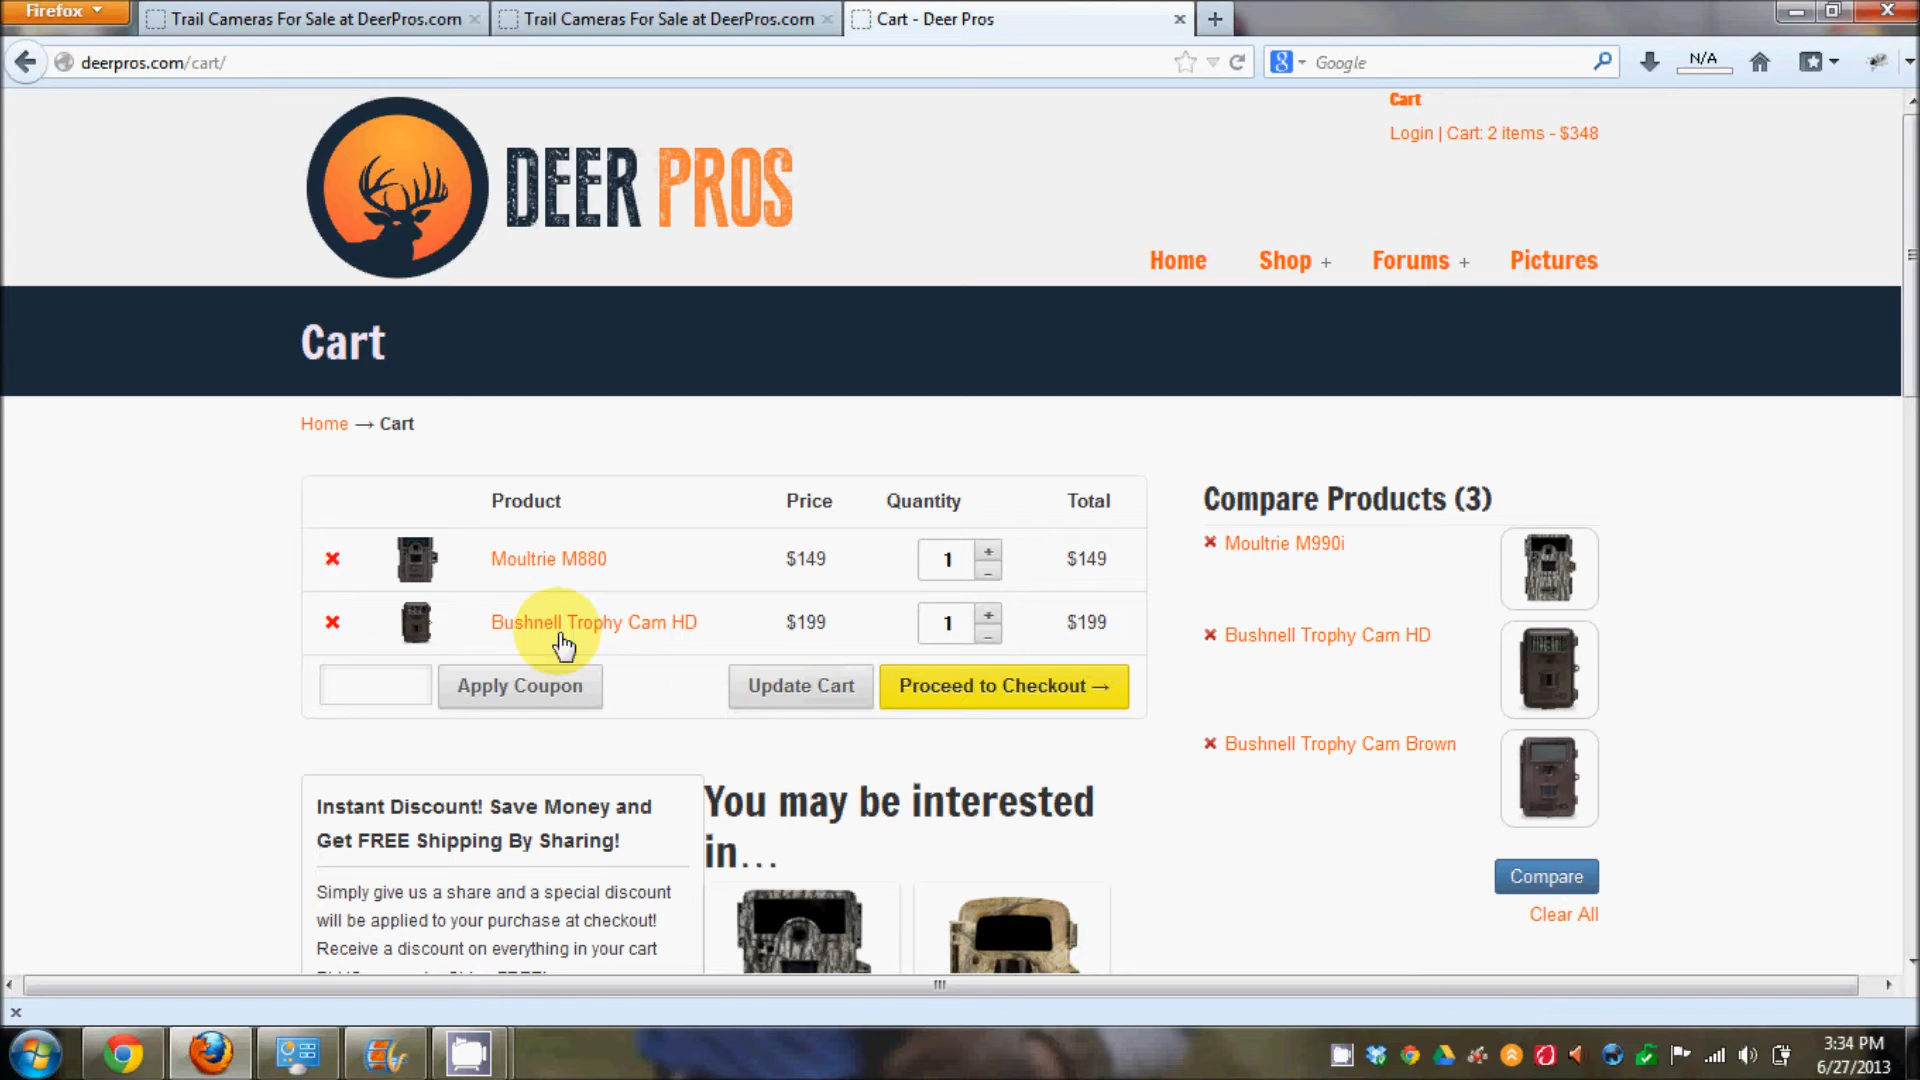 Firefox
Trail Cameras For Sale at DeerPros.com
Trail Cameras For Sale at DeerPros.com
Cart - Deer Pros
deerpros.com/cart/
Google
N/A
Cart
Login | Cart: 2 items - $348
DEER PROS
Home Shop + Forums + Pictures
Cart
Home → Cart
Product Price Quantity Total
Moultrie M880 $149 1 $149
Bushnell Trophy Cam HD $199 1 $199
Apply Coupon Update Cart Proceed to Checkout →
Compare Products (3)
Moultrie M990i
Bushnell Trophy Cam HD
Bushnell Trophy Cam Brown
Compare
Clear All
Instant Discount! Save Money and
Get FREE Shipping By Sharing!
Simply give us a share and a special discount
will be applied to your purchase at checkout!
Receive a discount on everything in your cart
You may be interested
in...
3:34 PM
6/27/2013